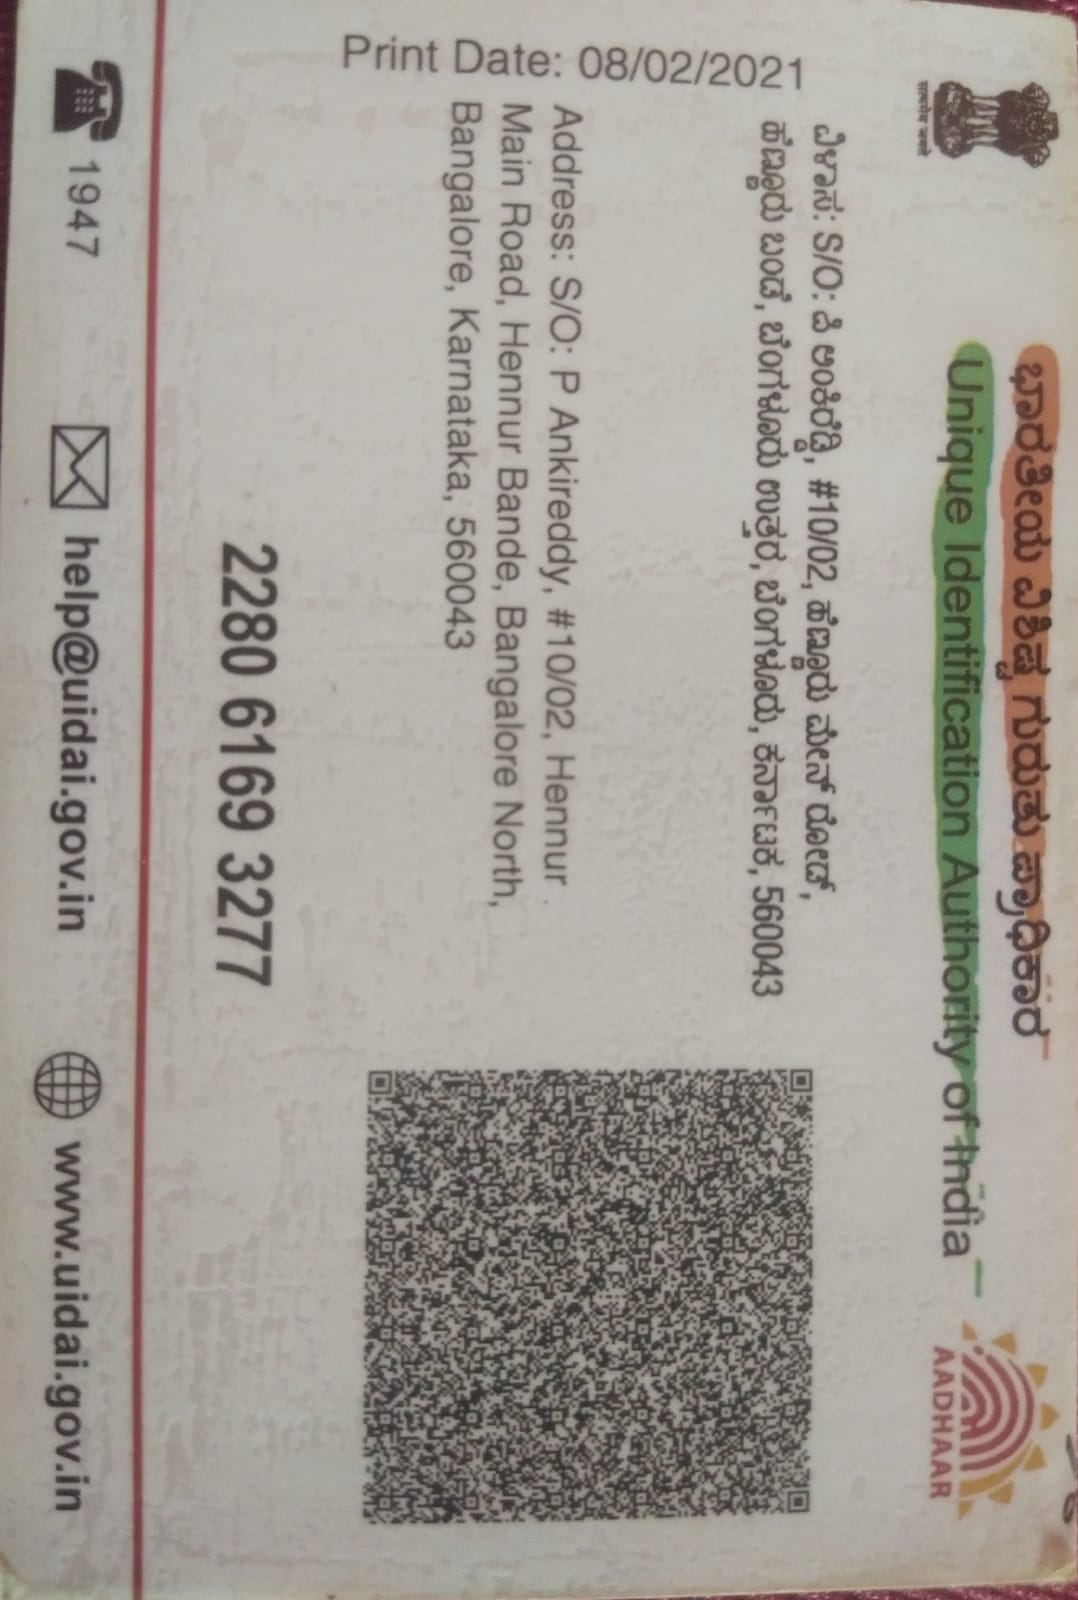 ಭಾರತೀಯ ವಿಶಿಷ್ಟ ಗುರುತು ಪ್ರಾಧಿಕಾರ
Unique Identification Authority of India
सत्यमेव जयते
AADHAAR
ವಿಳಾಸ: S/O: ಪಿ ಅಂಕಿರೆಡ್ಡಿ, #10/02, ಹೆಣ್ಣೂರು ಮೇನ್ ರೋಡ್,
ಹೆಣ್ಣೂರು ಬಂಡೆ, ಬೆಂಗಳೂರು ಉತ್ತರ, ಬೆಂಗಳೂರು, ಕರ್ನಾಟಕ, 560043
Print Date: 08/02/2021
Address: S/O: P Ankireddy, #10/02, Hennur
Main Road, Hennur Bande, Bangalore North,
Bangalore, Karnataka, 560043
2280 6169 3277
1947
help@uidai.gov.in
www.uidai.gov.in